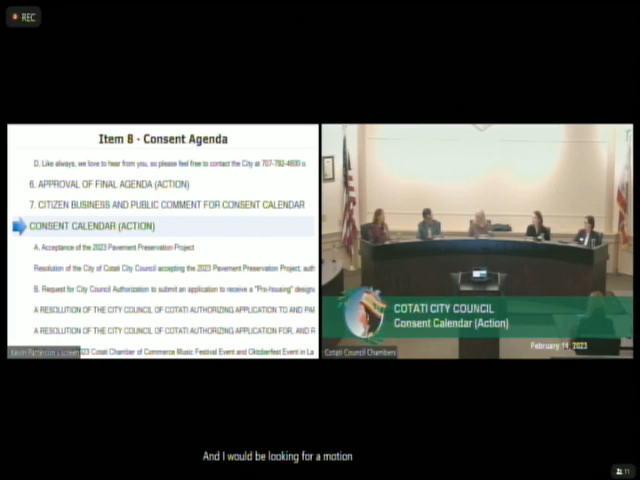 REC
Item 8 - Consent Agenda
D. Like always, we love to hear from you, so please feel free to contact the City at 707-792-4600 o
6. APPROVAL OF FINAL AGENDA (ACTION)
7. CITIZEN BUSINESS AND PUBLIC COMMENT FOR CONSENT CALENDAR
CONSENT CALENDAR (ACTION)
A. Acceptance of the 2023 Pavement Preservation Project
Resolution of the City of Cotati City Council accepting the 2023 Pavement Preservation Project, auth
B. Request for City Council Authorization to submit an application to receive a "Pro-housing" design
A RESOLUTION OF THE CITY COUNCIL OF COTATI AUTHORIZING APPLICATION TO AND PAR
A RESOLUTION OF THE CITY COUNCIL OF COTATI AUTHORIZING APPLICATION FOR, AND R
23 Cotati Chamber of Commerce Music Festival Event and Oktoberfest Event in La
Kevin Patterson's screen
COTATI CITY COUNCIL
Consent Calendar (Action)
February 14, 2023
Cotati Council Chambers
And I would be looking for a motion
11